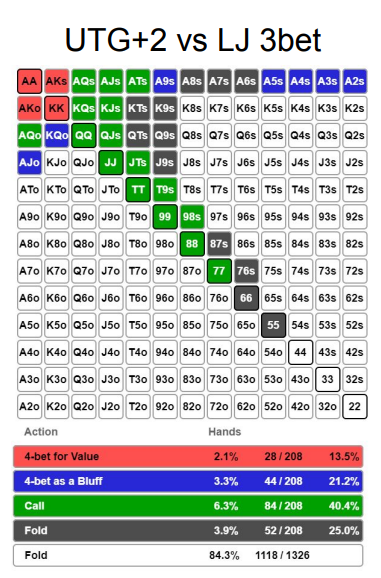 UTG+2 vs LJ 3bet
AA AKs AQs AJs ATs A9s A8s A7s A6s A5s A4s A3s A2s
AKo KK KQs KJs KTs K9s K8s K7s K6s K5s K4s K3s K2s
AQo KQo QQ QJs QTs Q9s Q8s Q7s Q6s Q5s Q4s Q3s Q2s
AJo KJo QJo JJ JTs J9s J8s J7s J6s J5s J4s J3s J2s
ATo KTo QTo JTo TT T9s T8s T7s T6s T5s T4s T3s T2s
A9o K9o Q9o J9o T9o 99 98s 97s 96s 95s 94s 93s 92s
A8o K8o Q8o J8o T8o 98o 88 87s 86s 85s 84s 83s 82s
A7o K7o Q7o J7o T7o 97o 87o 77 76s 75s 74s 73s 72s
A6o K6o Q6o J6o T6o 96o 86o 76o 66 65s 64s 63s 62s
A5o K5o Q5o J5o T5o 95o 85o 75o 65o 55 54s 53s 52s
A4o K4o Q4o J4o T4o 94o 84o 74o 64o 54o 44 43s 42s
A3o K3o Q3o J3o T3o 93o 83o 73o 63o 53o 43o 33 32s
A2o K2o Q2o J2o T2o 92o 82o 72o 62o 52o 42o 32o 22
Action Hands
4-bet for Value 2.1% 28 / 208 13.5%
4-bet as a Bluff 3.3% 44 / 208 21.2%
Call 6.3% 84 / 208 40.4%
Fold 3.9% 52 / 208 25.0%
Fold 84.3% 1118 / 1326